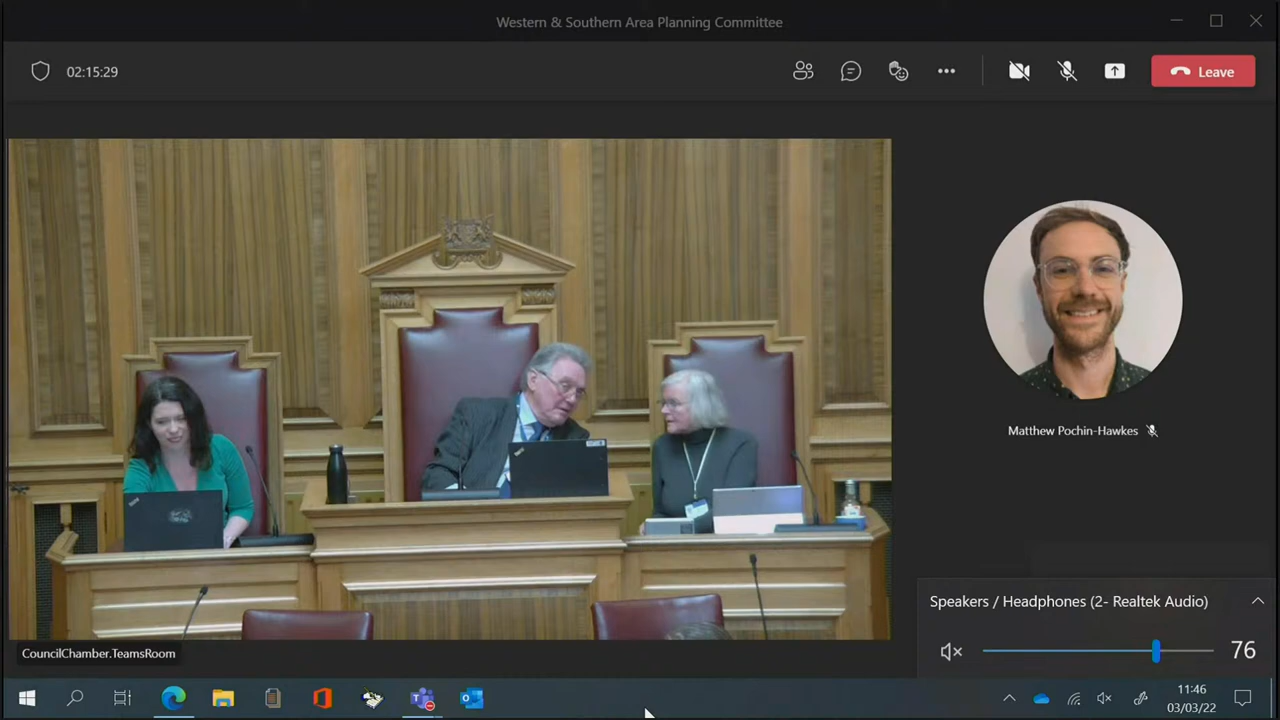 Western & Southern Area Planning Committee
02:15:29
Leave
Matthew Pochin-Hawkes
CouncilChamber.TeamsRoom
Speakers / Headphones (2- Realtek Audio)
76
11:46
03/03/22